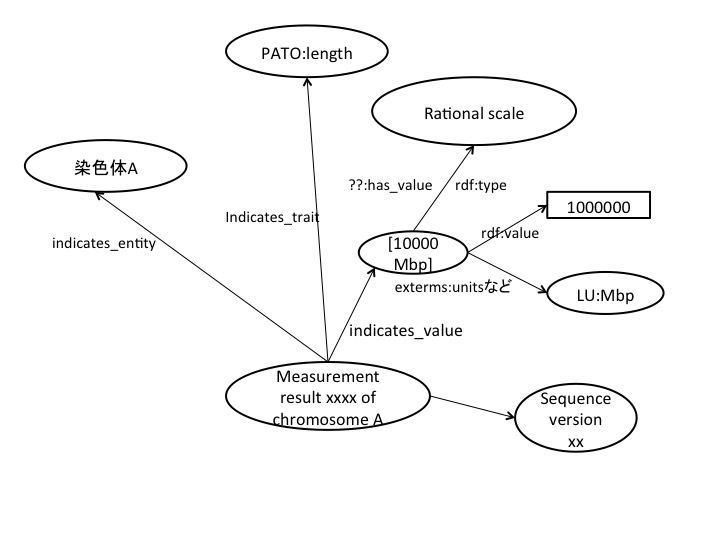 PATO:length
Rational scale
染色体A
??:has_value
rdf:type
1000000
Indicates_trait
rdf:value
indicates_entity
[10000
Mbp]
exterms:unitsなど
LU:Mbp
indicates_value
Measurement
result xxxx of
chromosome A
Sequence
version
xx